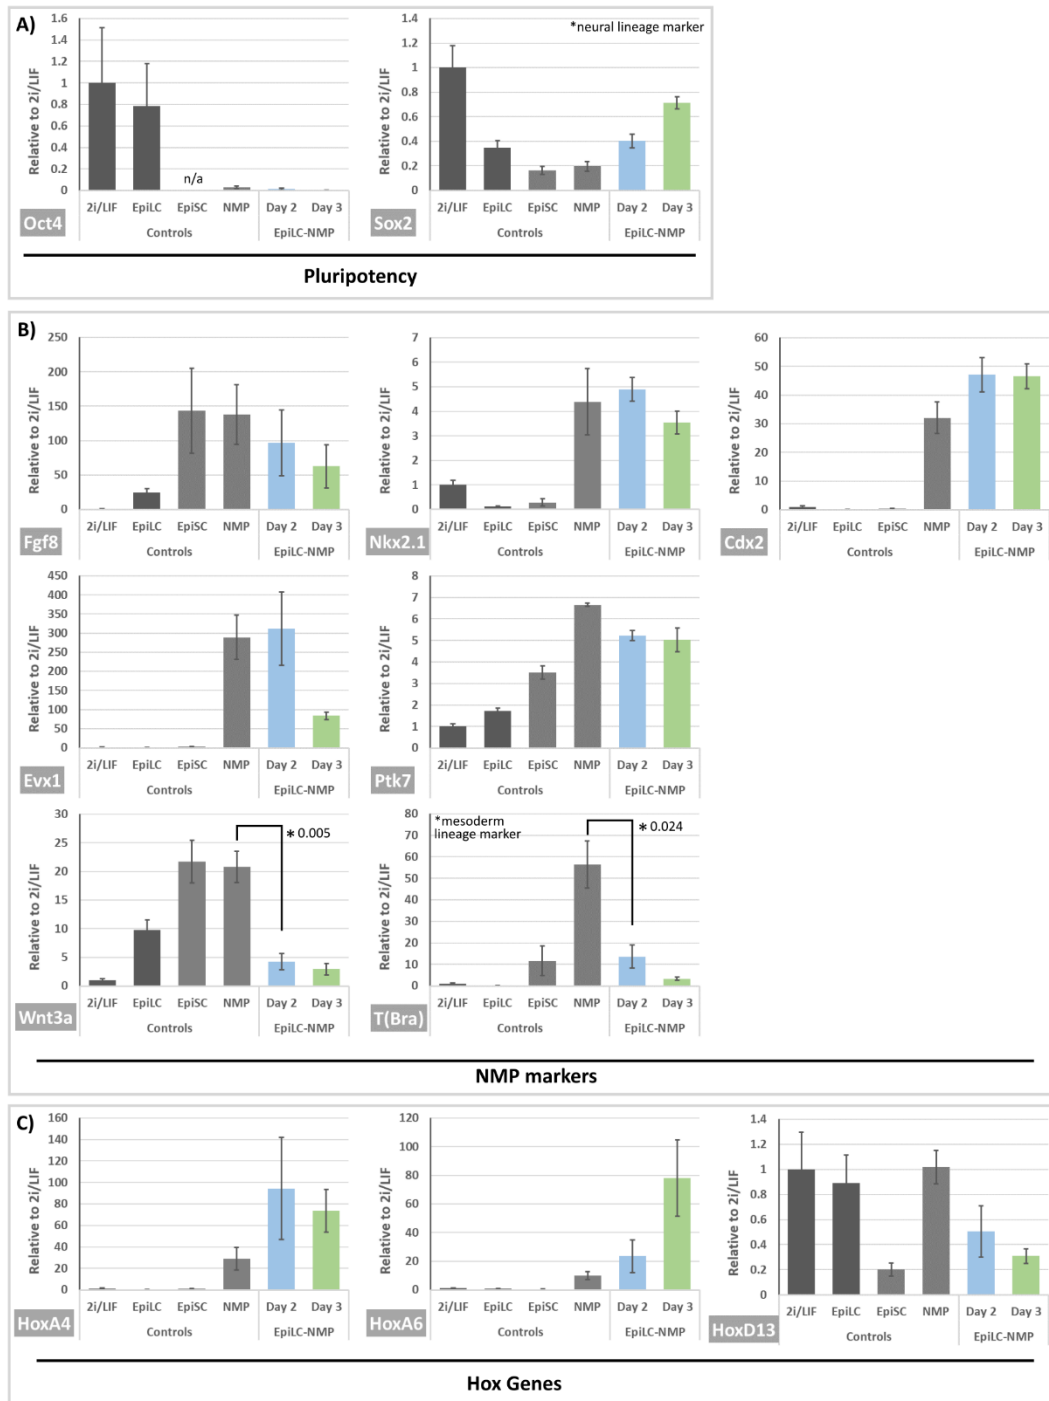 A)
Relative to 2i/LIF
1.6
1.4
1.2
1
0.8
0.6
0.4
0.2
0
n/a
2i/LIF EpiLC EpiSC NMP Day 2 Day 3
Controls EpiLC-NMP
Oct4
Relative to 2i/LIF
1.4
1.2
1
0.8
0.6
0.4
0.2
0
*neural lineage marker
2i/LIF EpiLC EpiSC NMP Day 2 Day 3
Controls EpiLC-NMP
Sox2
Pluripotency
B)
Relative to 2i/LIF
250
200
150
100
50
0
2i/LIF EpiLC EpiSC NMP Day 2 Day 3
Controls EpiLC-NMP
Fgf8
Relative to 2i/LIF
7
6
5
4
3
2
1
0
2i/LIF EpiLC EpiSC NMP Day 2 Day 3
Controls EpiLC-NMP
Nkx2.1
Relative to 2i/LIF
60
50
40
30
20
10
0
2i/LIF EpiLC EpiSC NMP Day 2 Day 3
Controls EpiLC-NMP
Cdx2
Relative to 2i/LIF
450
400
350
300
250
200
150
100
50
0
2i/LIF EpiLC EpiSC NMP Day 2 Day 3
Controls EpiLC-NMP
Evx1
Relative to 2i/LIF
8
7
6
5
4
3
2
1
0
2i/LIF EpiLC EpiSC NMP Day 2 Day 3
Controls EpiLC-NMP
Ptk7
Relative to 2i/LIF
30
25
20
15
10
5
0
* 0.005
2i/LIF EpiLC EpiSC NMP Day 2 Day 3
Controls EpiLC-NMP
Wnt3a
Relative to 2i/LIF
80
70
60
50
40
30
20
10
0
*mesoderm
lineage marker
* 0.024
2i/LIF EpiLC EpiSC NMP Day 2 Day 3
Controls EpiLC-NMP
T(Bra)
NMP markers
C)
Relative to 2i/LIF
160
140
120
100
80
60
40
20
0
2i/LIF EpiLC EpiSC NMP Day 2 Day 3
Controls EpiLC-NMP
HoxA4
Relative to 2i/LIF
120
100
80
60
40
20
0
2i/LIF EpiLC EpiSC NMP Day 2 Day 3
Controls EpiLC-NMP
HoxA6
Relative to 2i/LIF
1.4
1.2
1
0.8
0.6
0.4
0.2
0
2i/LIF EpiLC EpiSC NMP Day 2 Day 3
Controls EpiLC-NMP
HoxD13
Hox Genes